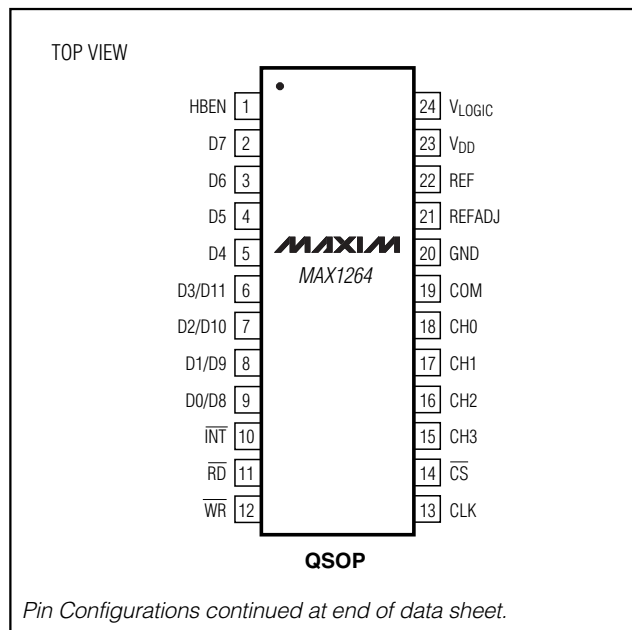 TOP VIEW
HBEN 1
D7 2
D6 3
D5 4
D4 5
D3/D11 6
D2/D10 7
D1/D9 8
D0/D8 9
INT 10
RD 11
WR 12
MAXIM
MAX1264
24 VLOGIC
23 VDD
22 REF
21 REFADJ
20 GND
19 COM
18 CH0
17 CH1
16 CH2
15 CH3
14 CS
13 CLK
QSOP
Pin Configurations continued at end of data sheet.